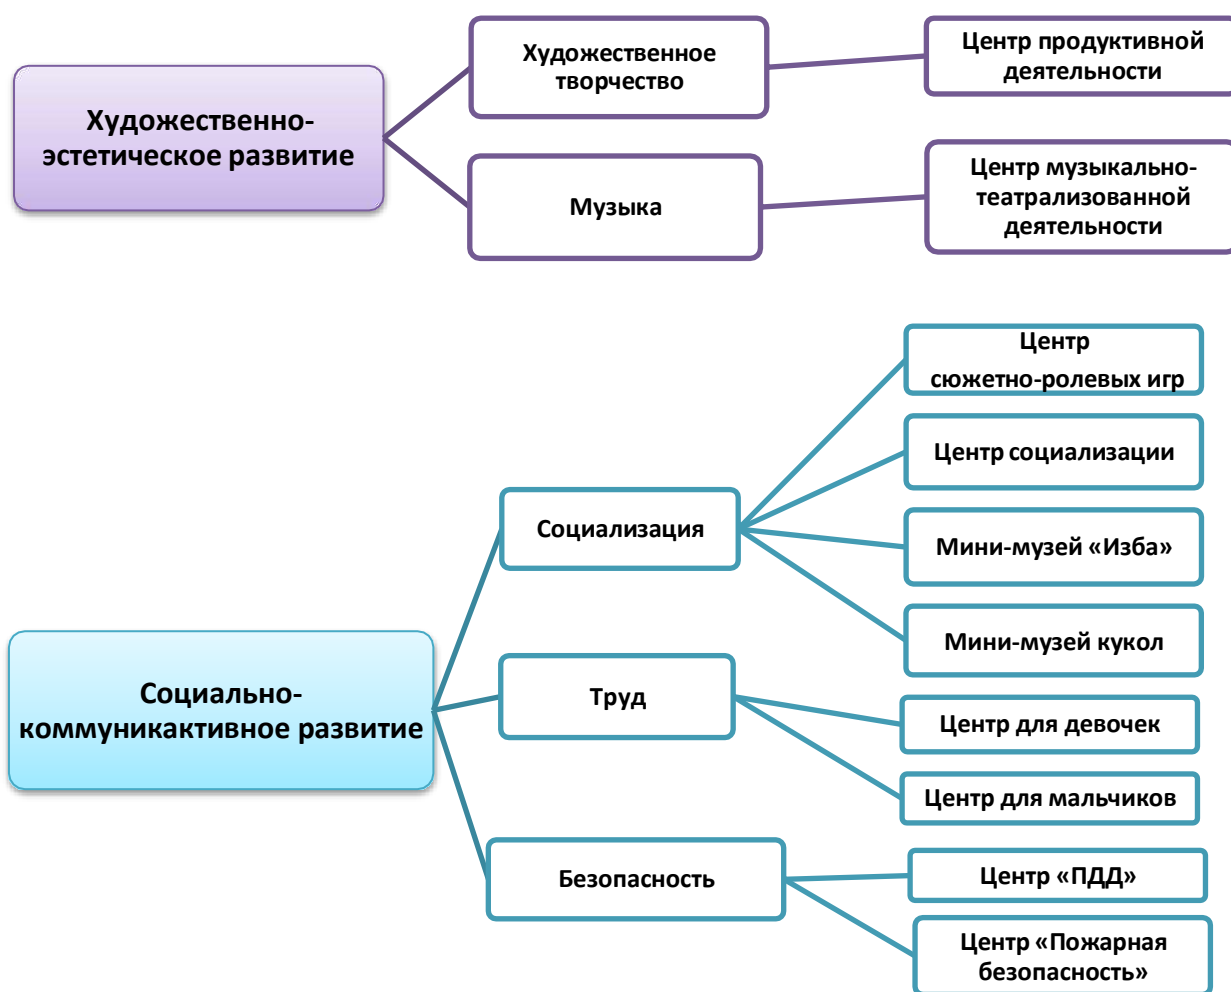 Художественно-
эстетическое развитие
Художественное
творчество
Центр продуктивной
деятельности
Музыка
Центр музыкально-
театрализованной
деятельности
Социально-
коммуникактивное развитие
Социализация
Центр
сюжетно-ролевых игр
Центр социализации
Мини-музей «Изба»
Мини-музей кукол
Труд
Центр для девочек
Центр для мальчиков
Безопасность
Центр «ПДД»
Центр «Пожарная
безопасность»